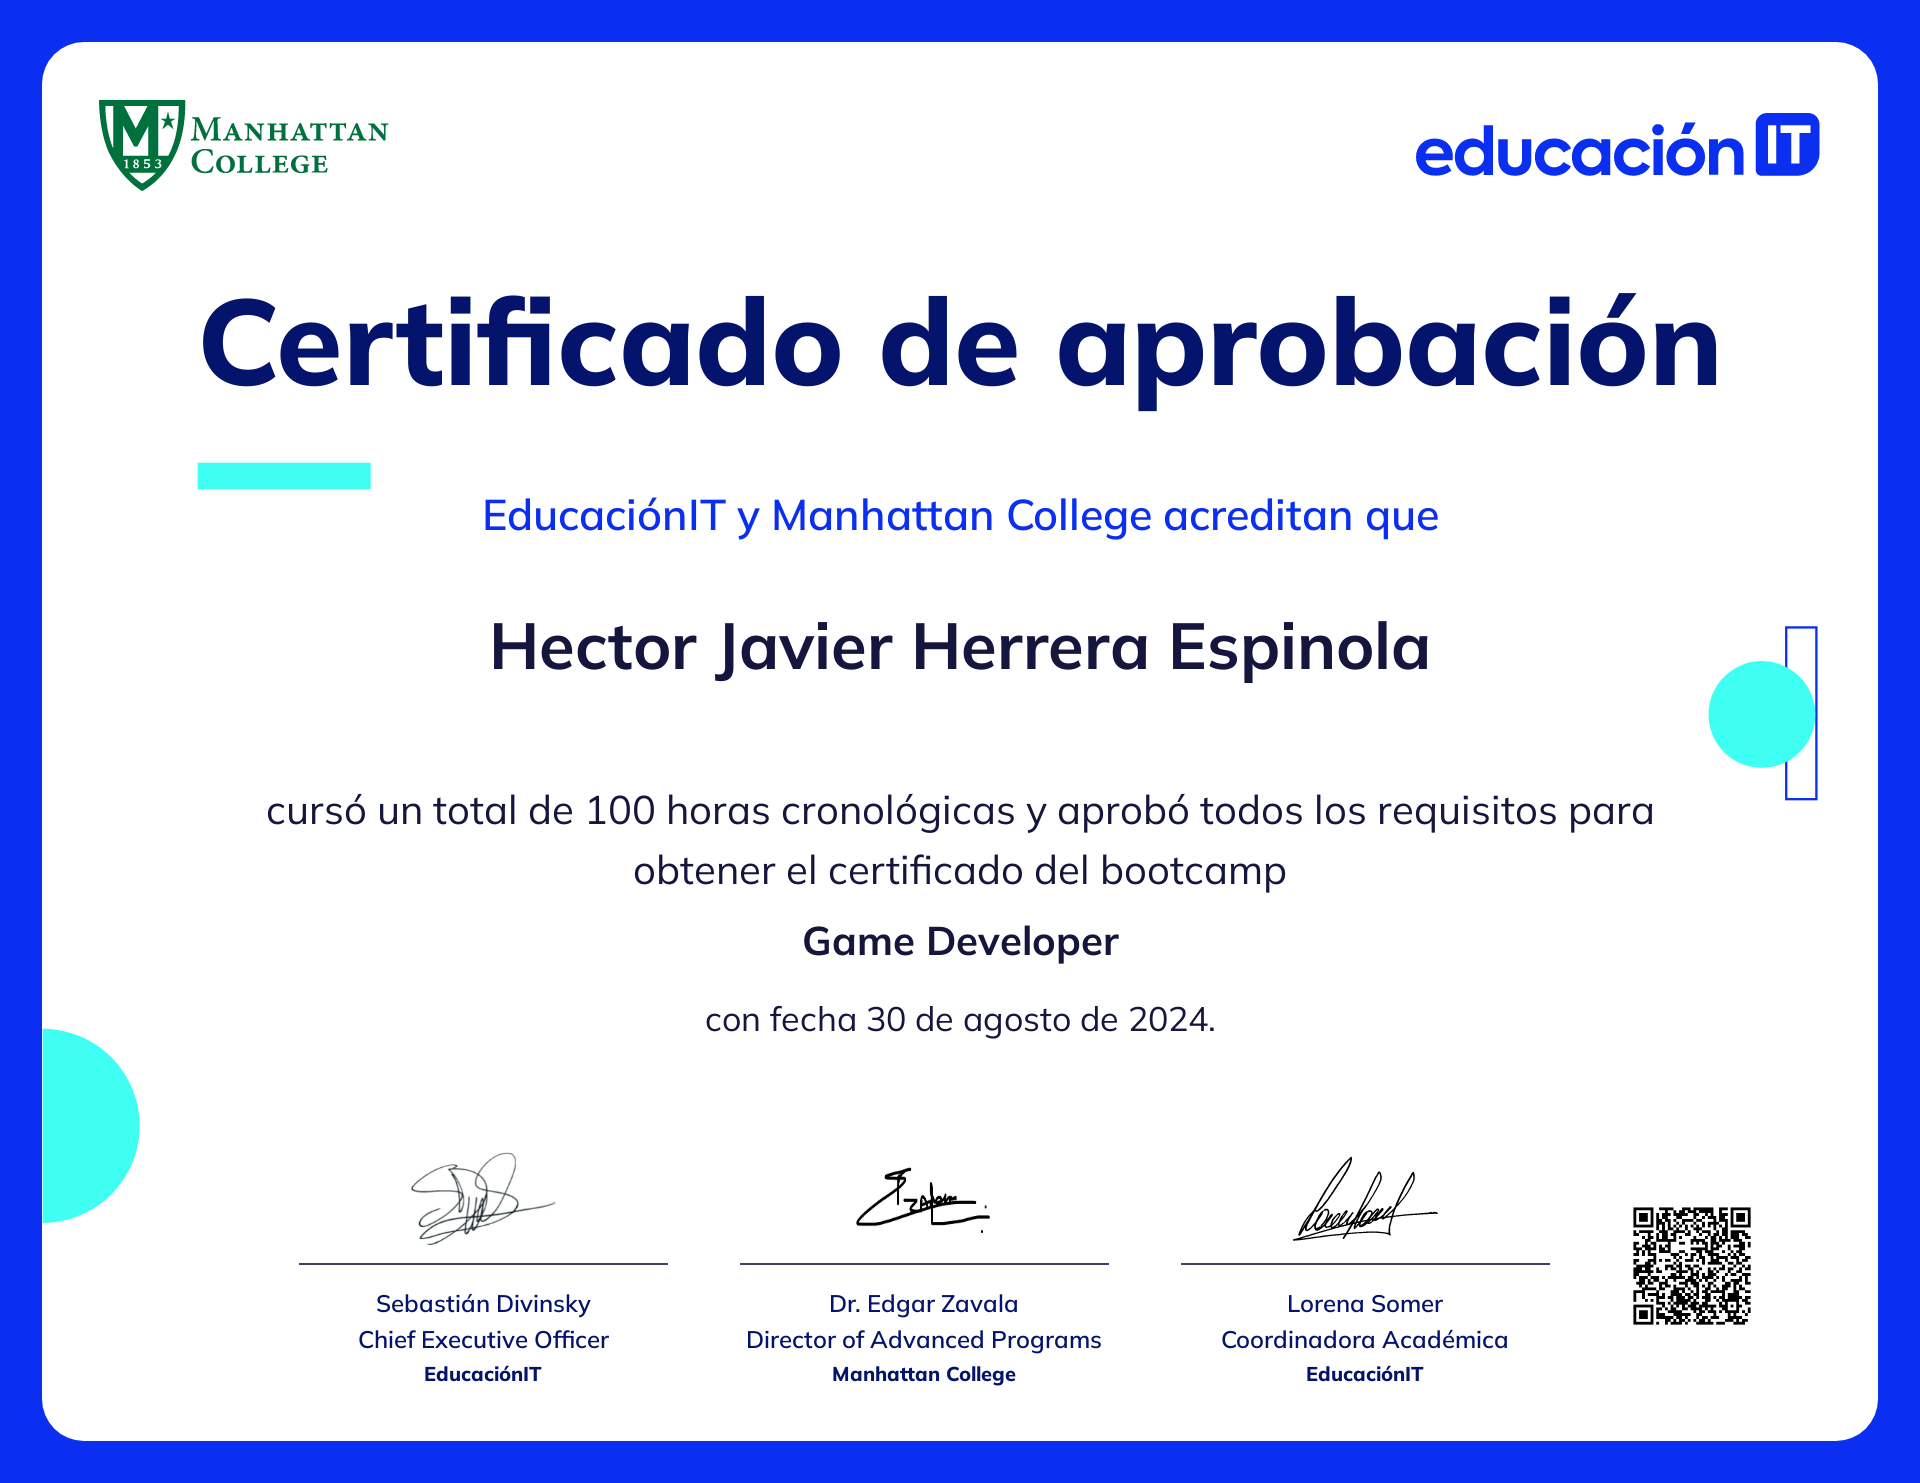 MANHATTAN
COLLEGE
M
1853
educación IT
Certificado de aprobación
EducaciónIT y Manhattan College acreditan que
Hector Javier Herrera Espinola
cursó un total de 100 horas cronológicas y aprobó todos los requisitos para
obtener el certificado del bootcamp
Game Developer
con fecha 30 de agosto de 2024.
Sebastián Divinsky
Chief Executive Officer
EducaciónIT
Dr. Edgar Zavala
Director of Advanced Programs
Manhattan College
Lorena Somer
Coordinadora Académica
EducaciónIT